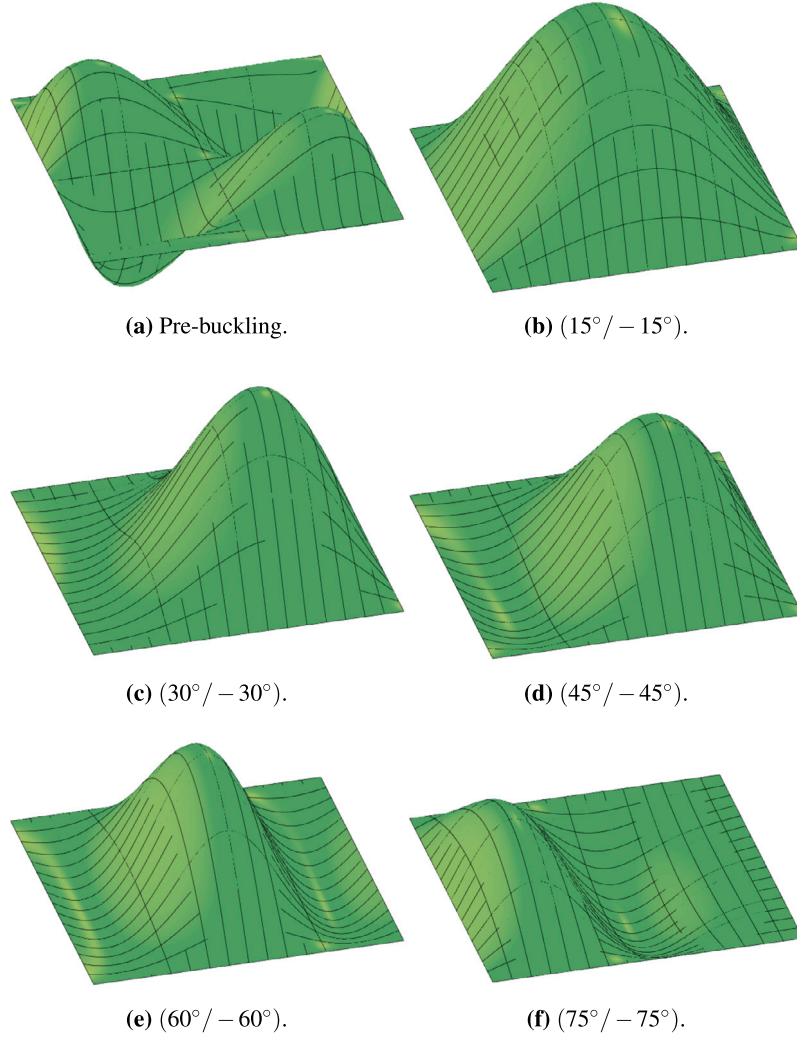 (a) Pre-buckling.
(b) (15°/−15°).
(c) (30°/−30°).
(d) (45°/−45°).
(e) (60°/−60°).
(f) (75°/−75°).